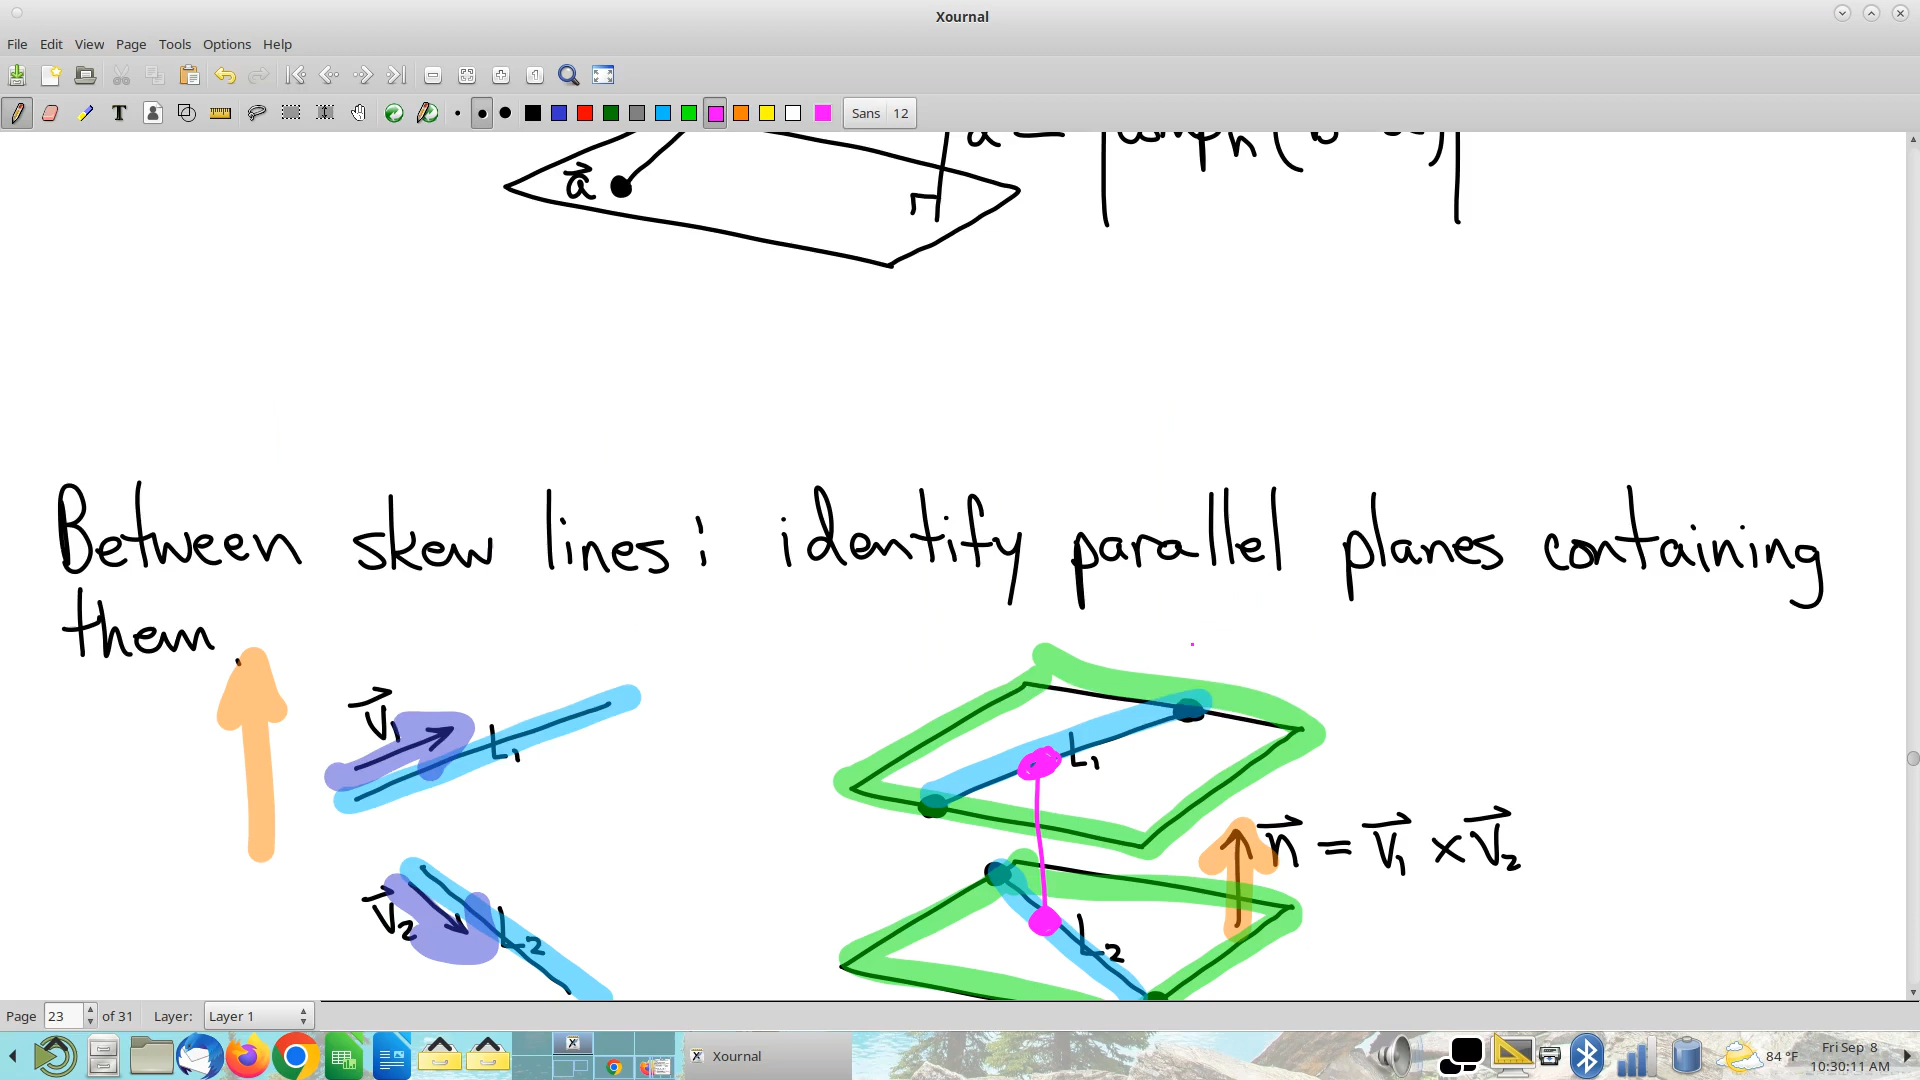 Xournal
File Edit View Page Tools Options Help
Sans 12
a⃗
Between skew lines: identify parallel planes containing
them
v⃗₁
L₁
L₁
n⃗ = v⃗₁ × v⃗₂
v⃗₂
L₂
L₂
Page 23 of 31 Layer: Layer 1
Xournal
84 °F
Fri Sep 8
10:30:11 AM